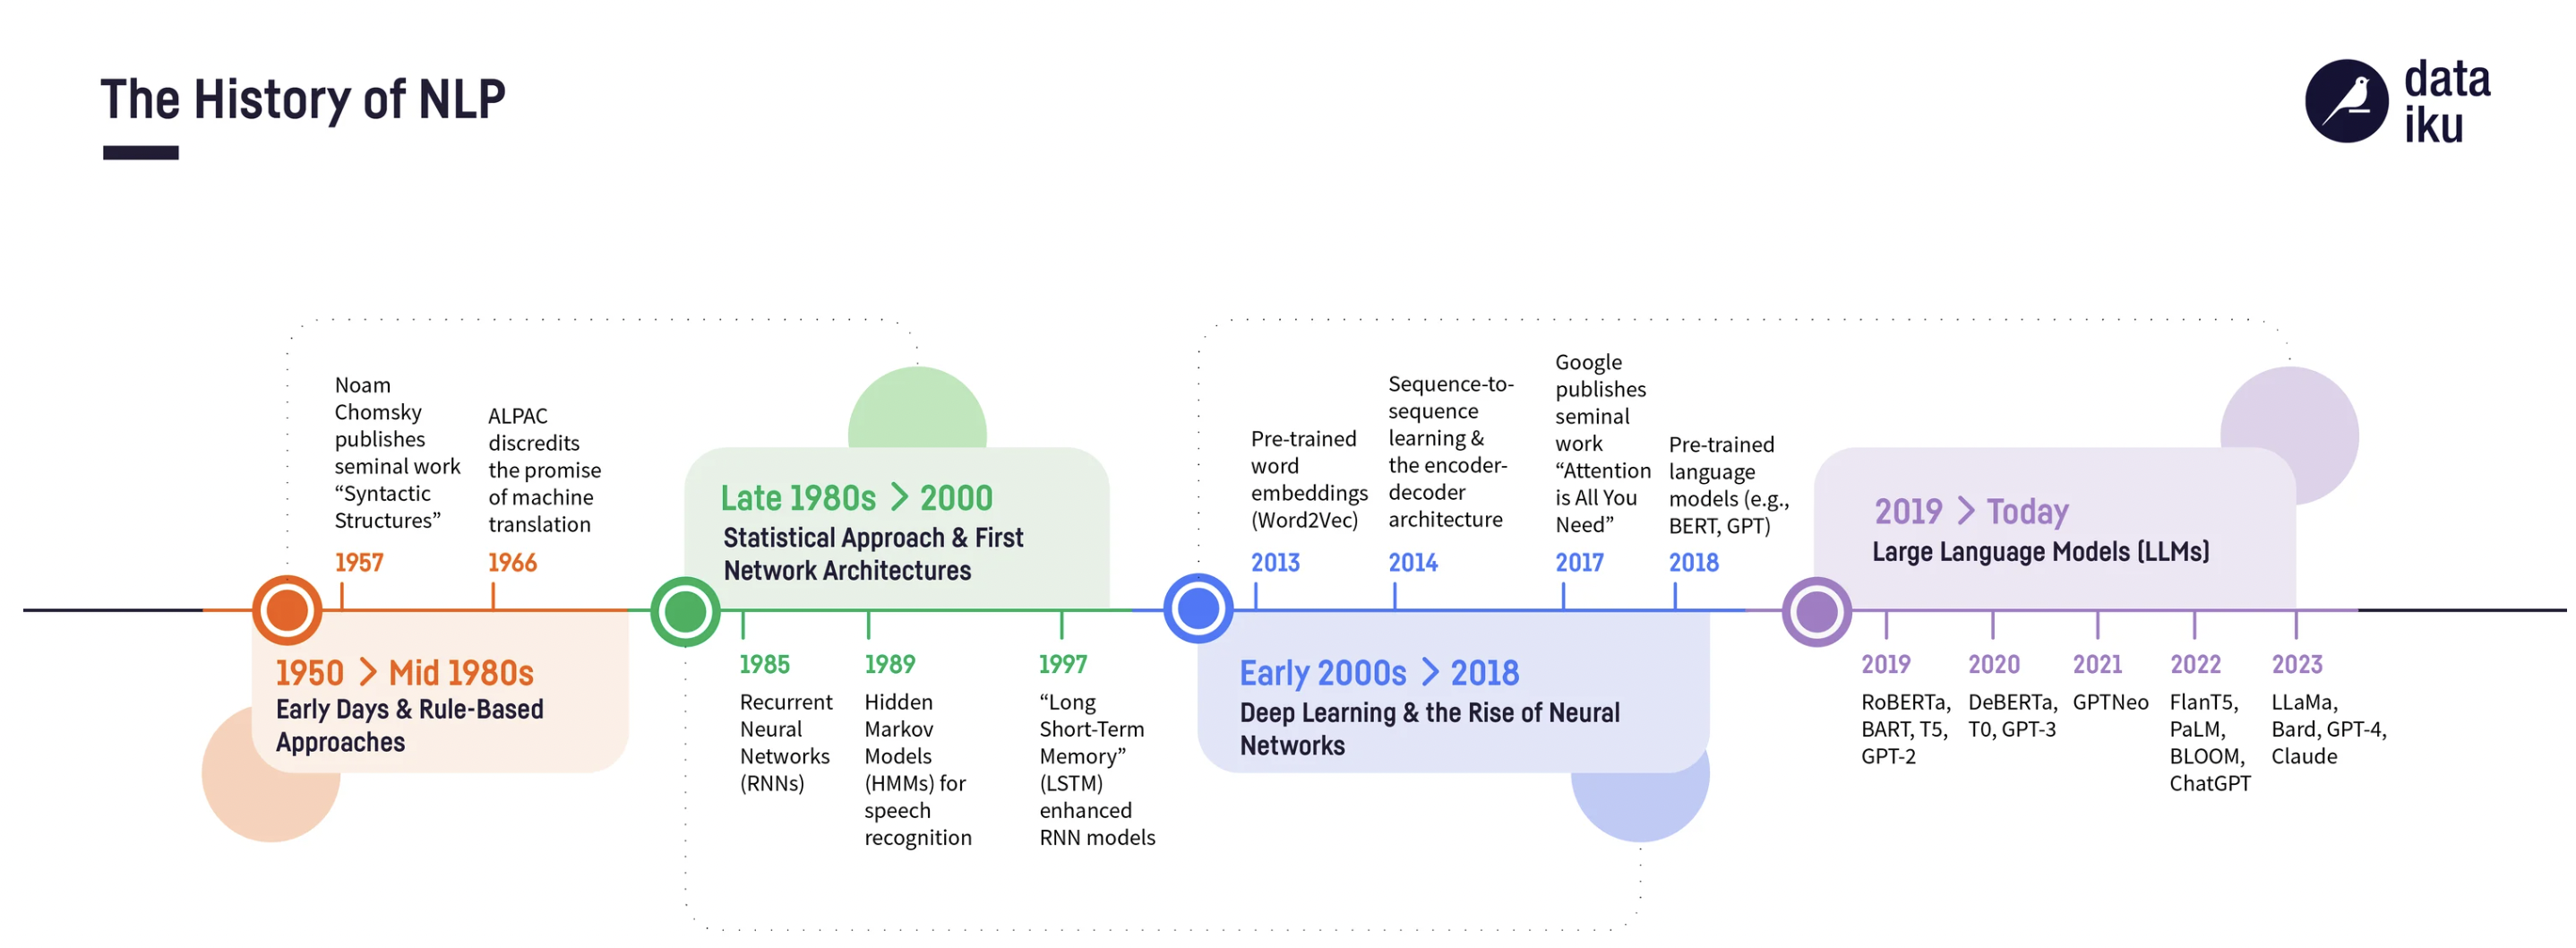 The History of NLP
data
iku
Noam
Chomsky
publishes
seminal work
“Syntactic
Structures”
1957
ALPAC
discredits
the promise
of machine
translation
1966
1950 > Mid 1980s
Early Days & Rule-Based
Approaches
Late 1980s > 2000
Statistical Approach & First
Network Architectures
1985
Recurrent
Neural
Networks
(RNNs)
1989
Hidden
Markov
Models
(HMMs) for
speech
recognition
1997
“Long
Short-Term
Memory”
(LSTM)
enhanced
RNN models
Pre-trained
word
embeddings
(Word2Vec)
2013
Sequence-to-
sequence
learning &
the encoder-
decoder
architecture
2014
Google
publishes
seminal
work
“Attention
is All You
Need”
2017
Pre-trained
language
models (e.g.,
BERT, GPT)
2018
Early 2000s > 2018
Deep Learning & the Rise of Neural
Networks
2019 > Today
Large Language Models (LLMs)
2019
RoBERTa,
BART, T5,
GPT-2
2020
DeBERTa,
T0, GPT-3
2021
GPTNeo
2022
FlanT5,
PaLM,
BLOOM,
ChatGPT
2023
LLaMa,
Bard, GPT-4,
Claude